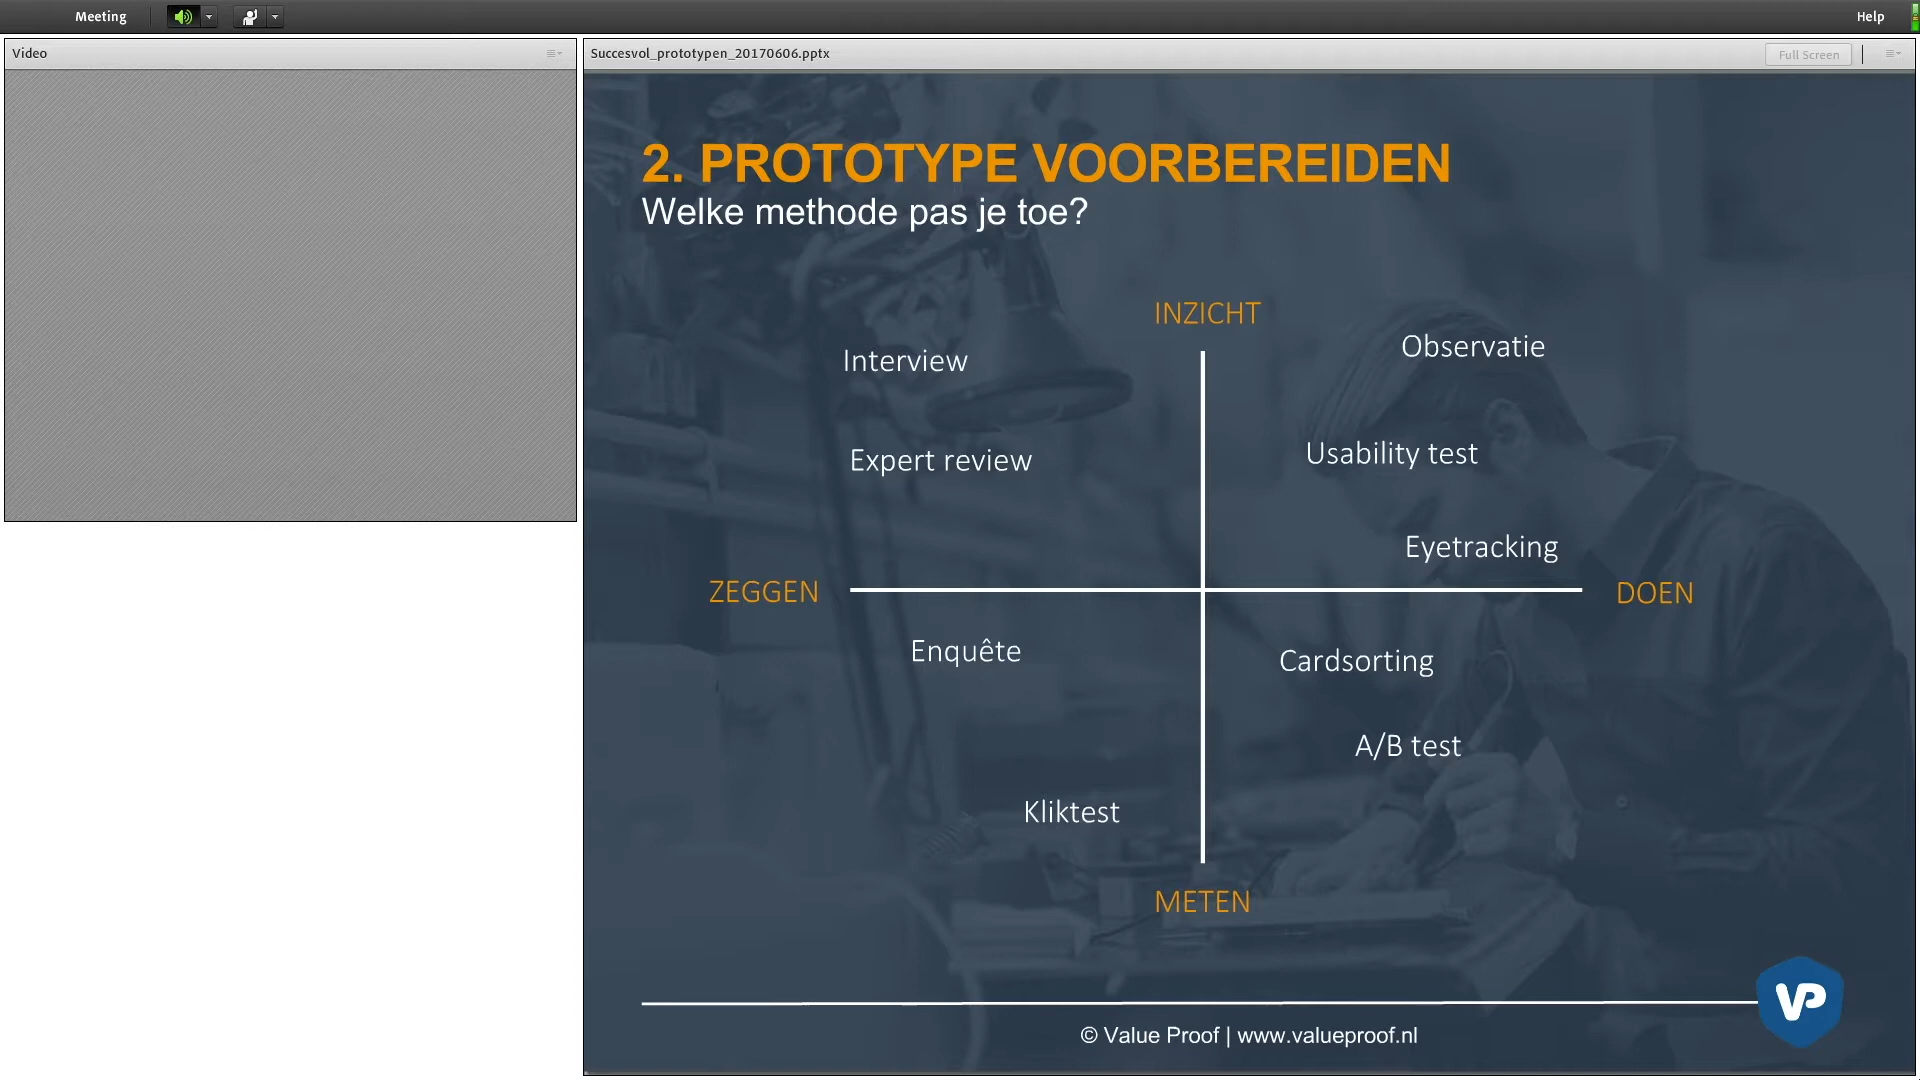 Meeting
Help
Video
Succesvol_prototypen_20170606.pptx
Full Screen
2. PROTOTYPE VOORBEREIDEN
Welke methode pas je toe?
INZICHT
Observatie
Interview
Usability test
Expert review
Eyetracking
ZEGGEN
DOEN
Enquête
Cardsorting
A/B test
Kliktest
METEN
VP
© Value Proof | www.valueproof.nl